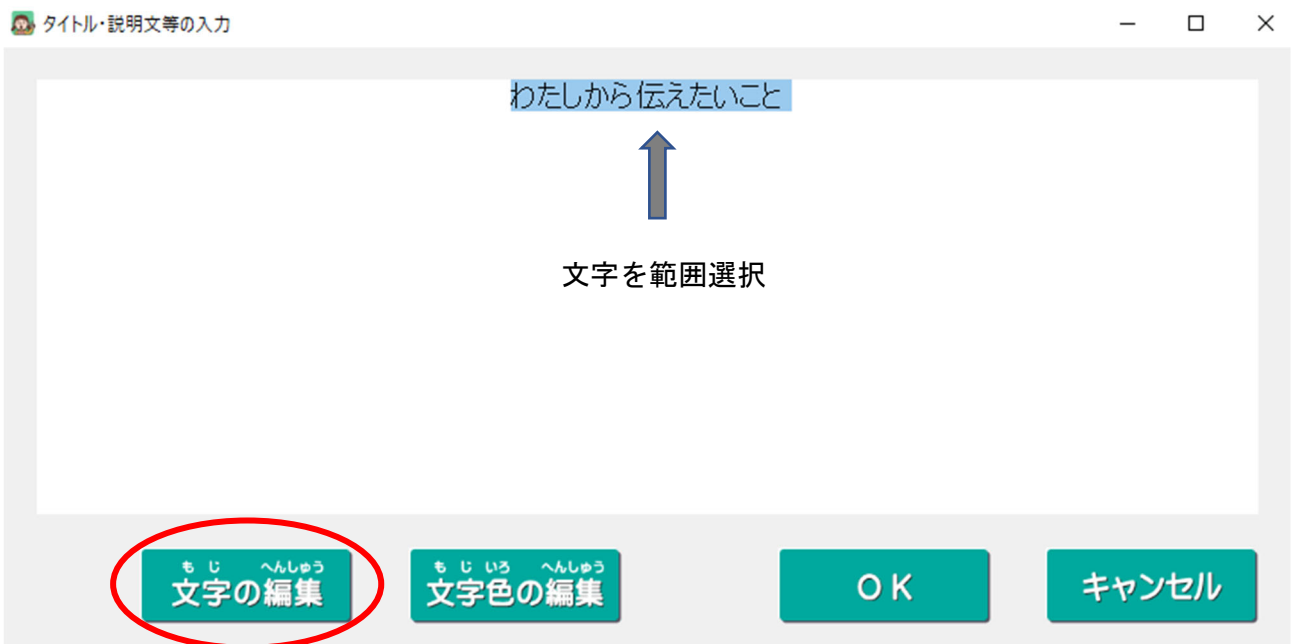 タイトル・説明文等の入力
わたしから伝えたいこと
文字を範囲選択
もじ へんしゅう
文字の編集
もじいろ へんしゅう
文字色の編集
OK
キャンセル